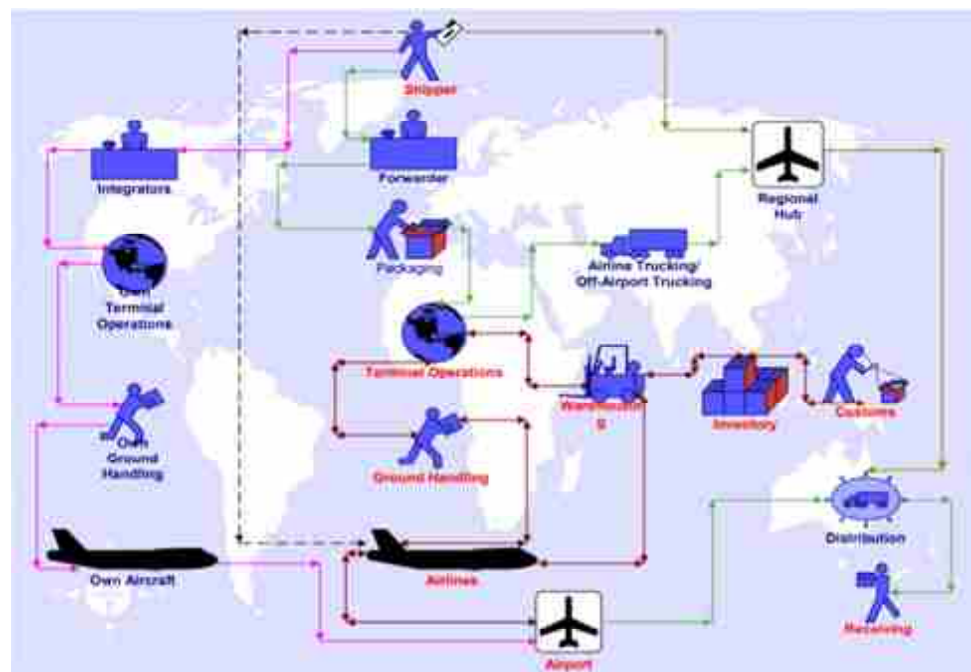 Shipper
Integrators
Forwarder
Regional
Hub
Packaging
Airline Trucking/
Off-Airport Trucking
Own
Terminal
Operations
Terminal Operations
Warehousin
g
Inventory
Customs
Own
Ground
Handling
Ground Handling
Distribution
Own Aircraft
Airlines
Receiving
Airport